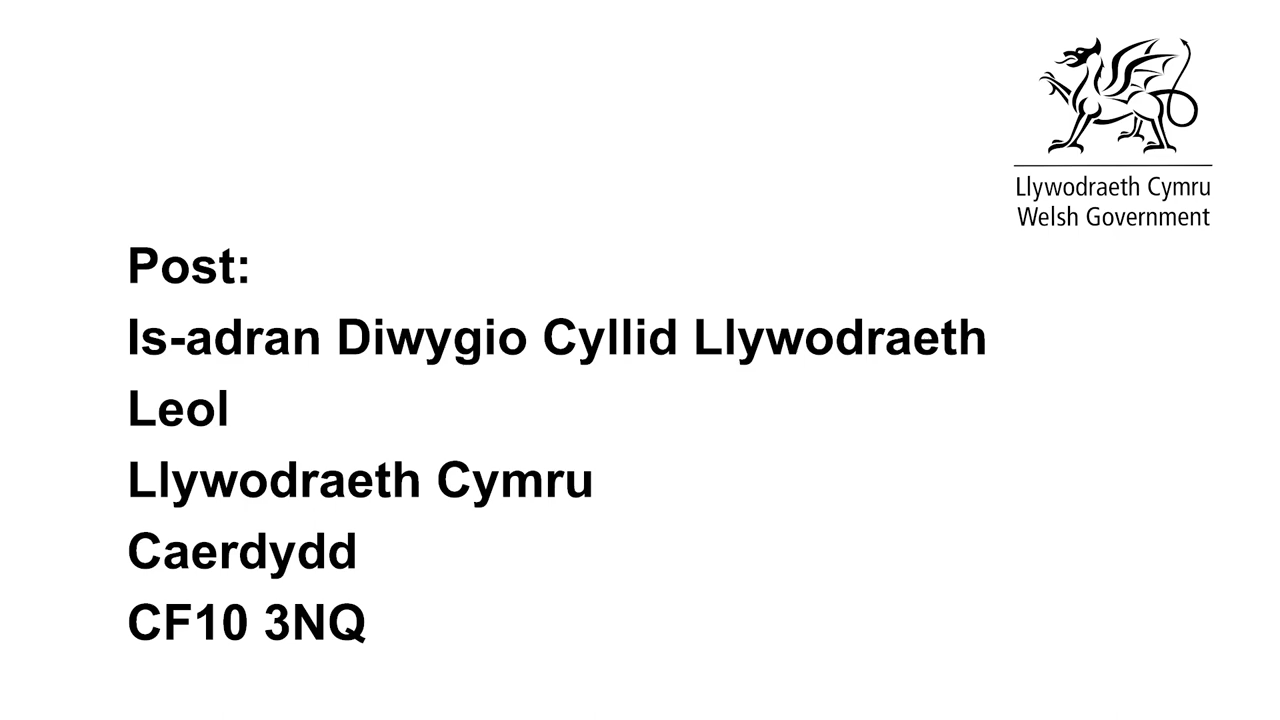 Llywodraeth Cymru
Welsh Government
Post:
Is-adran Diwygio Cyllid Llywodraeth
Leol
Llywodraeth Cymru
Caerdydd
CF10 3NQ